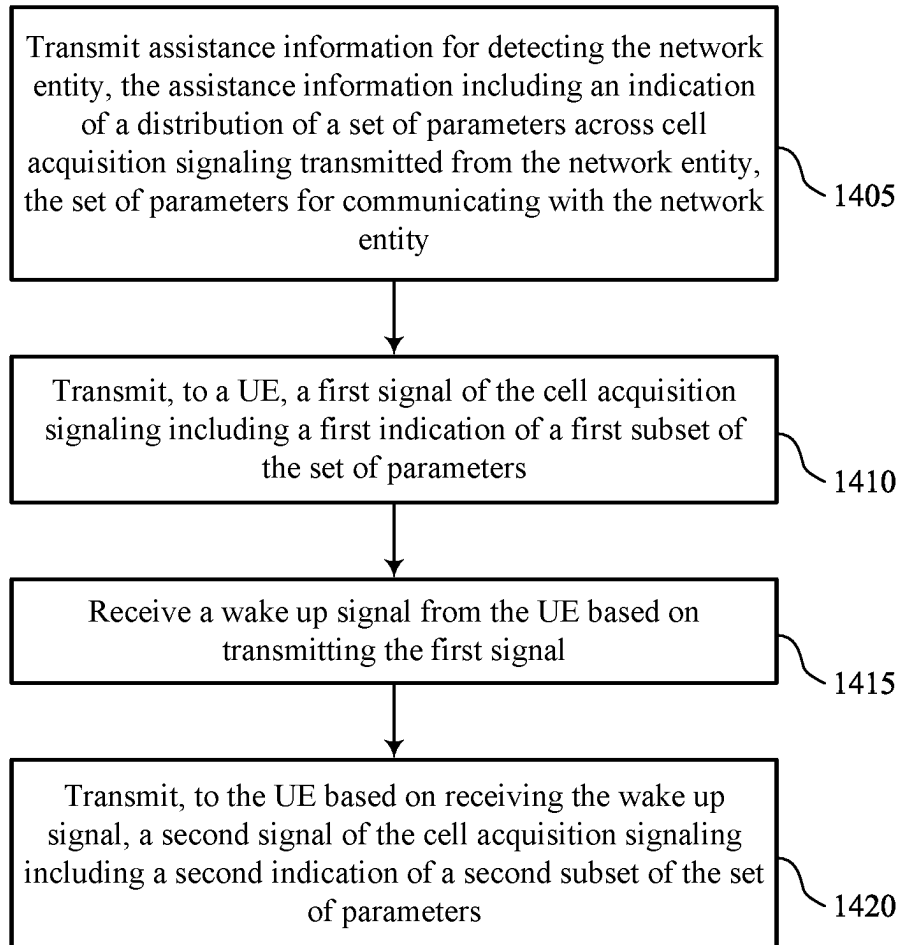 Transmit assistance information for detecting the network
entity, the assistance information including an indication
of a distribution of a set of parameters across cell
acquisition signaling transmitted from the network entity,
the set of parameters for communicating with the network
entity
1405
Transmit, to a UE, a first signal of the cell acquisition
signaling including a first indication of a first subset of
the set of parameters
1410
Receive a wake up signal from the UE based on
transmitting the first signal
1415
Transmit, to the UE based on receiving the wake up
signal, a second signal of the cell acquisition signaling
including a second indication of a second subset of the set
of parameters
1420